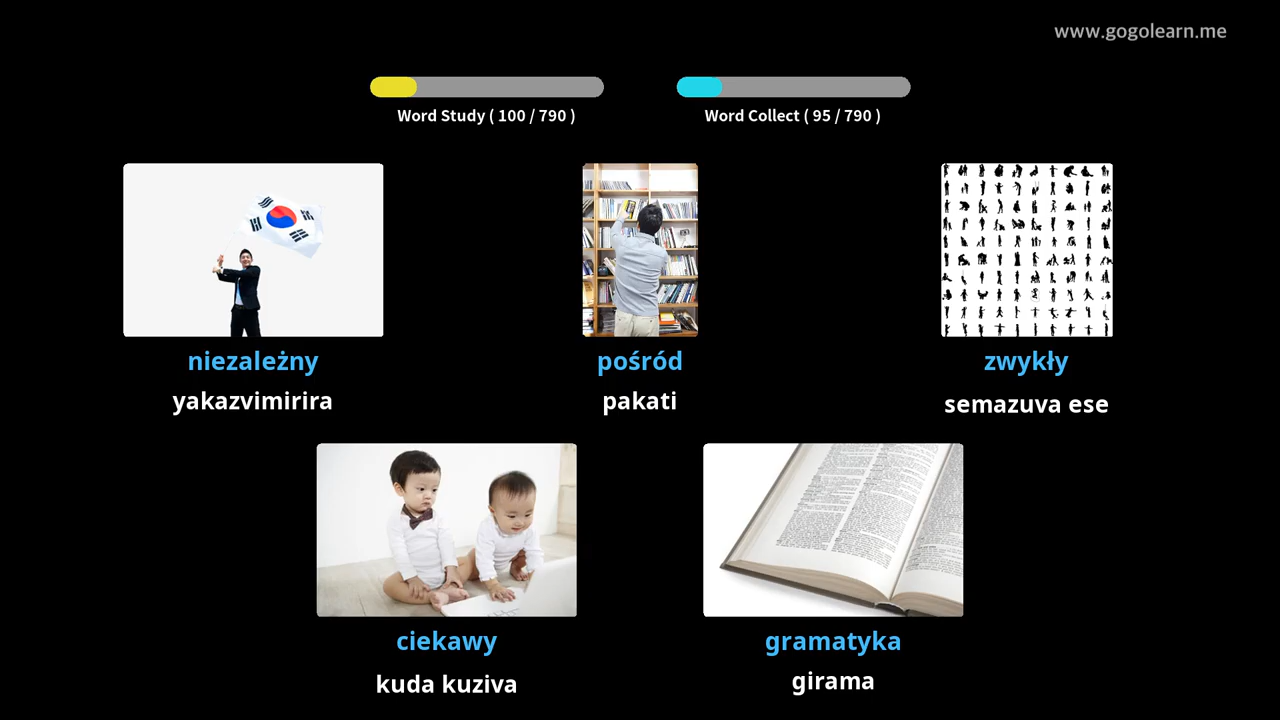 www.gogolearn.me
Word Study ( 100 / 790 )
Word Collect ( 95 / 790 )
niezależny
yakazvimirira
pośród
pakati
zwykły
semazuva ese
ciekawy
kuda kuziva
gramatyka
girama